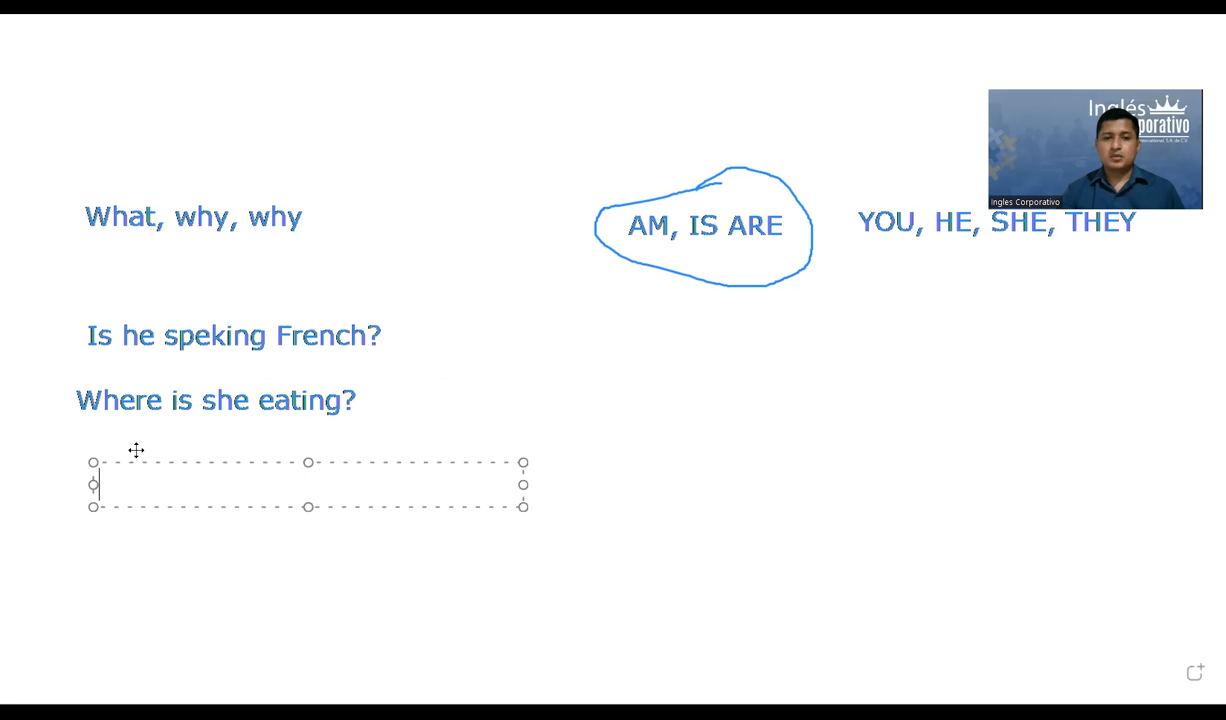 Inglés
porativo
Ingles Corporativo
What, why, why
AM, IS ARE
YOU, HE, SHE, THEY
Is he speking French?
Where is she eating?